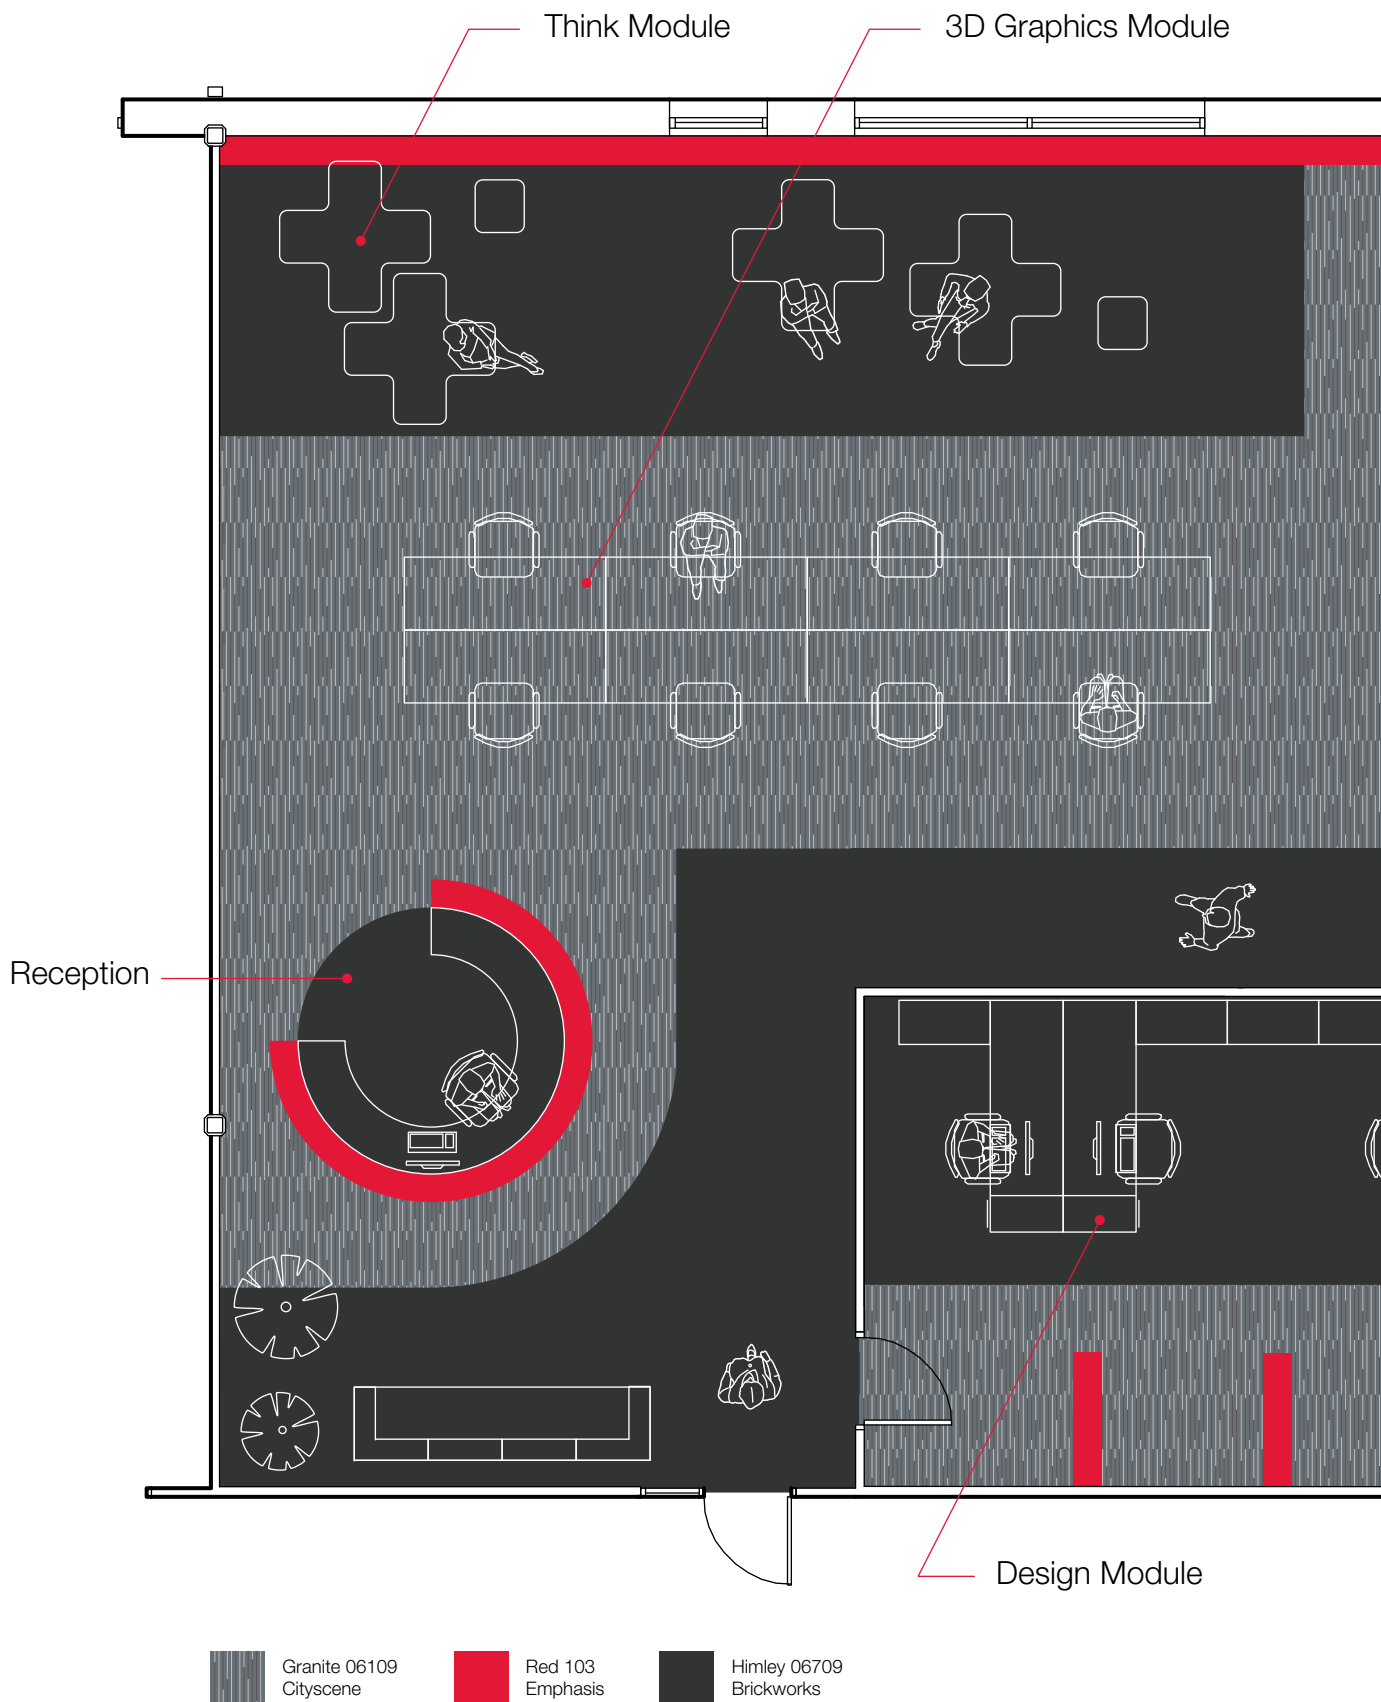 Think Module
3D Graphics Module
Reception
Design Module
Granite 06109
Cityscene
Red 103
Emphasis
Himley 06709
Brickworks